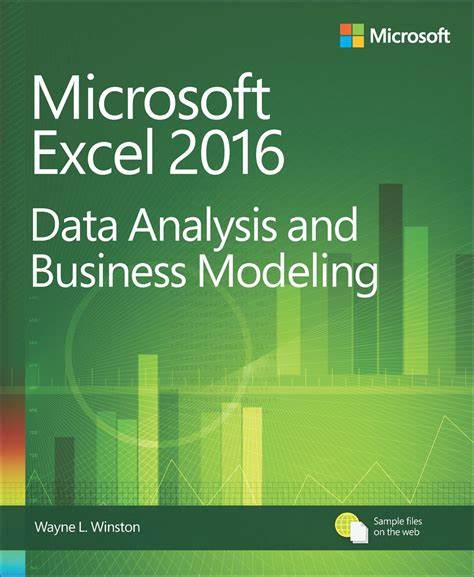 Microsoft
Microsoft
Excel 2016
Data Analysis and
Business Modeling
Wayne L. Winston
Sample files
on the web